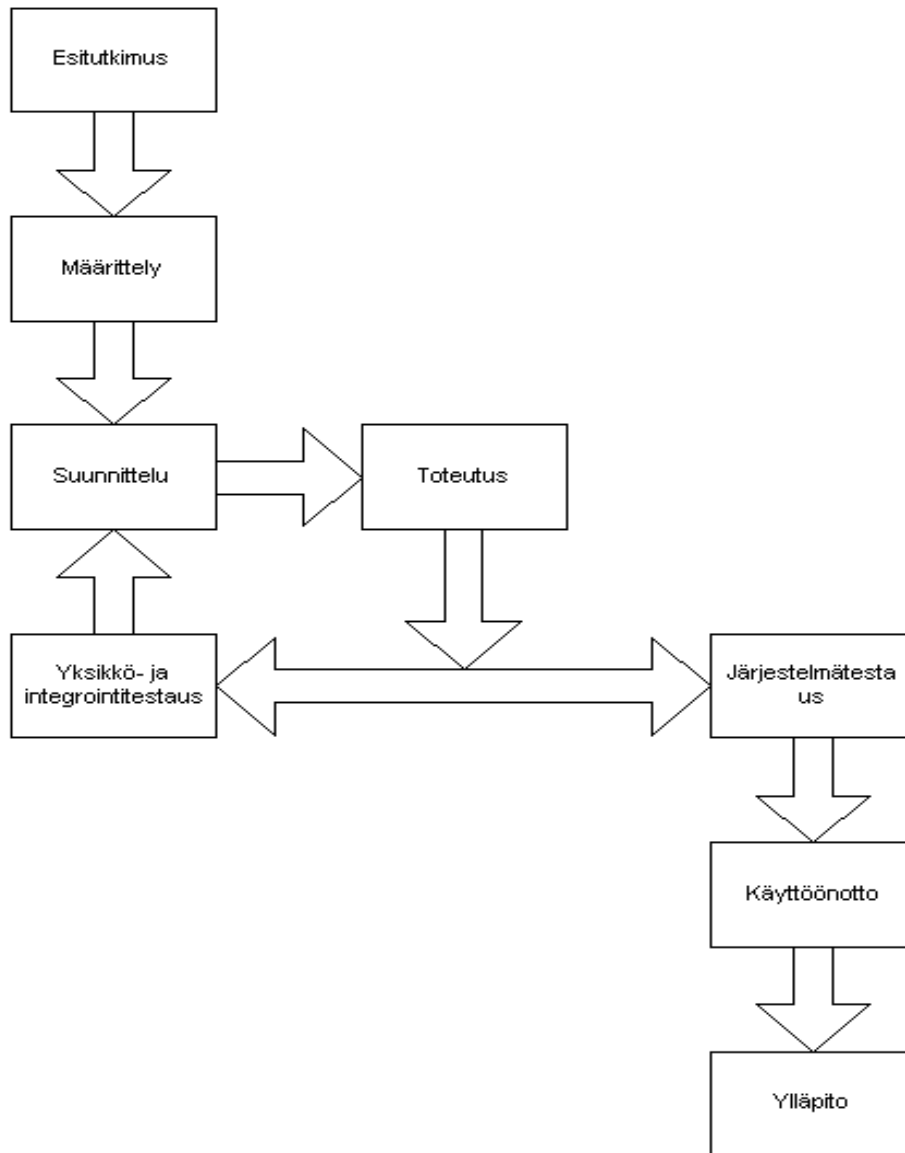 Esitutkimus
Määrittely
Suunnittelu
Toteutus
Yksikkö- ja
integrointitestaus
Järjestelmätesta
us
Käyttöönotto
Ylläpito